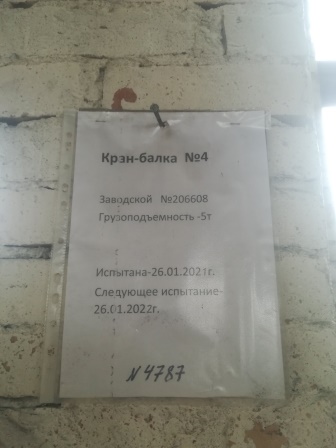 Крэн-балка №4
Заводской №206608
Грузоподъемность -5т
Испытана-26.01.2021г.
Следующее испытание-
26.01.2022г.
N 4787